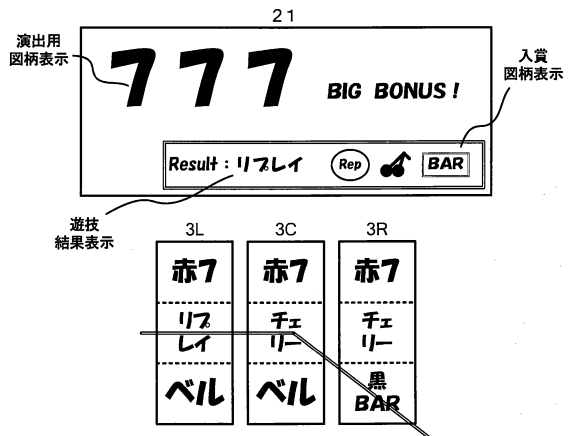 21
演出用
図柄表示
777
BIG BONUS!
入賞
図柄表示
Result:リプレイ Rep BAR
遊技
結果表示
3L 3C 3R
赤7 赤7 赤7
リプ
レイ
チェ
リー
チェ
リー
ベル ベル
黒
BAR